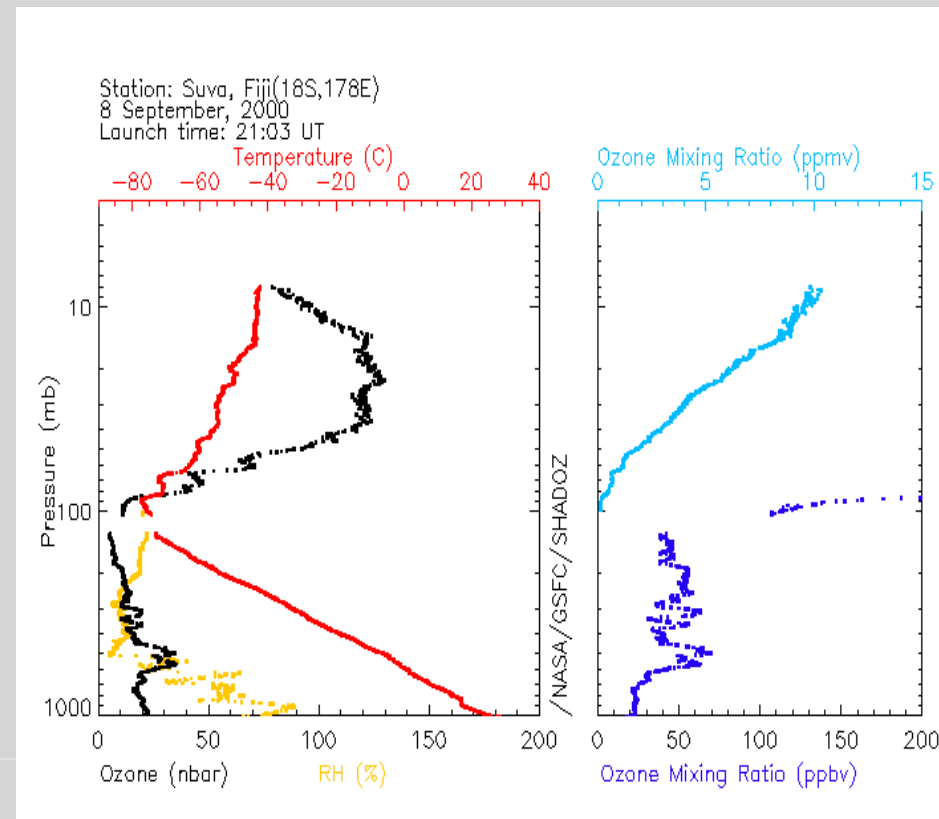 Station: Suva, Fiji(18S,178E)
8 September, 2000
Launch time: 21:03 UT
Temperature (C)
-80 -60 -40 -20 0 20 40
Ozone Mixing Ratio (ppmv)
0 5 10 15
Pressure (mb)
10
100
1000
/NASA/GSFC/SHADOZ
0 50 100 150 200
Ozone (nbar) RH (%)
0 50 100 150 200
Ozone Mixing Ratio (ppbv)